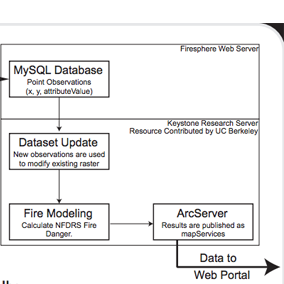 Firesphere Web Server
MySQL Database
Point Observations
(x, y, attributeValue)
Keystone Research Server
Resource Contributed by UC Berkeley
Dataset Update
New observations are used
to modify existing raster
Fire Modeling
Calculate NFDRS Fire
Danger.
ArcServer
Results are published as
mapServices
Data to
Web Portal